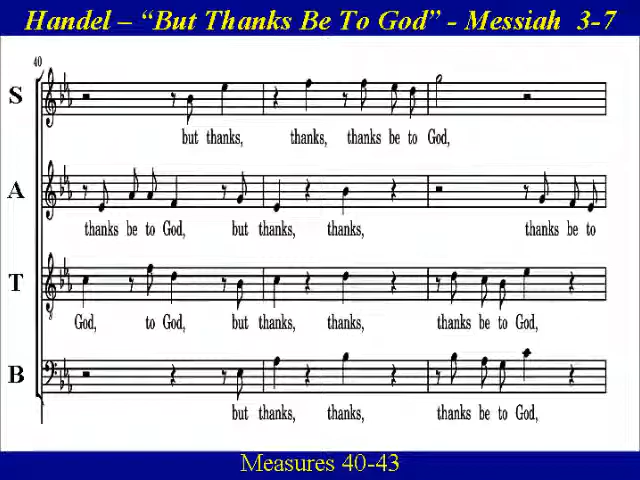 Handel – “But Thanks Be To God” - Messiah 3-7
40
S
but thanks, thanks, thanks be to God,
A
thanks be to God, but thanks, thanks, thanks be to
T
God, to God, but thanks, thanks, thanks be to God,
B
but thanks, thanks, thanks be to God,
Measures 40-43